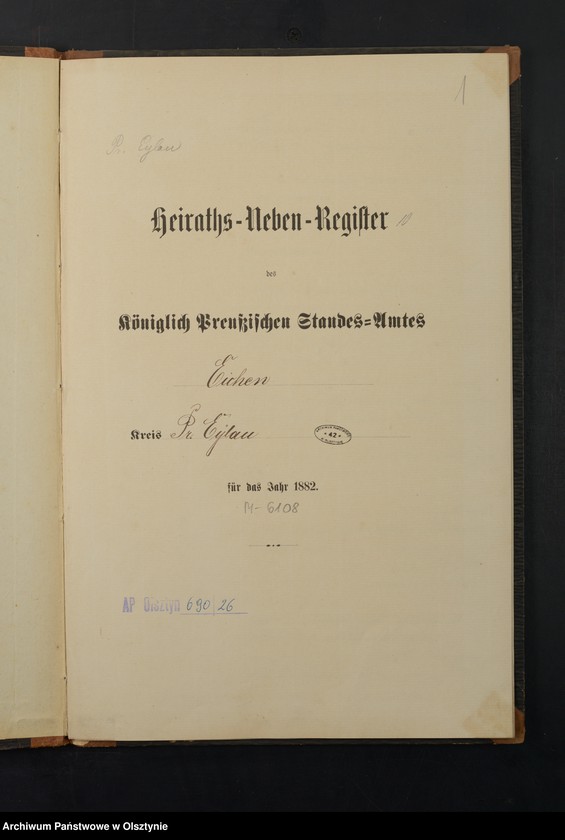 1
Pr. Eylau
Heiraths-Neben-Register
des
Königlich Preußischen Standes=Amtes
Eichen
Kreis Pr. Eylau
* 42 *
für das Jahr 1882.
M- 6108
AP Olsztyn 690/26
Archiwum Państwowe w Olsztynie